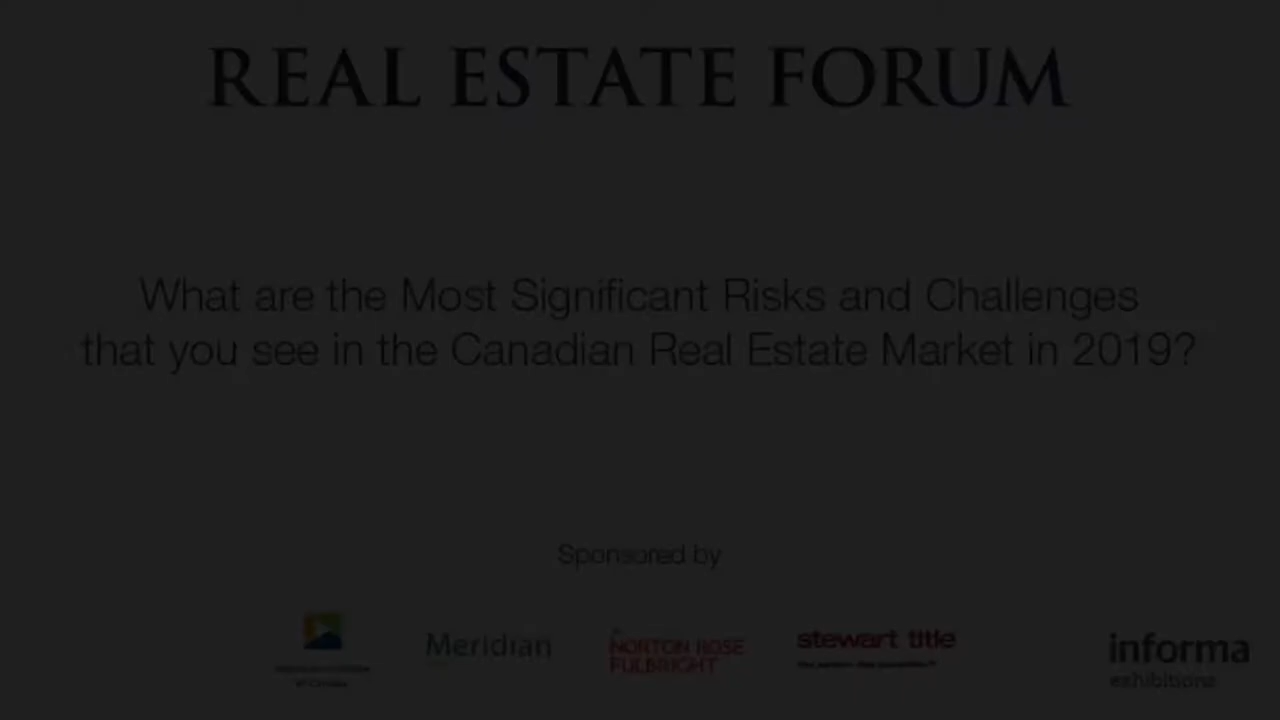 REAL ESTATE FORUM
What are the Most Significant Risks and Challenges
that you see in the Canadian Real Estate Market in 2019?
Sponsored by
Meridian
NORTON ROSE
FULBRIGHT
stewart title
informa
exhibitions